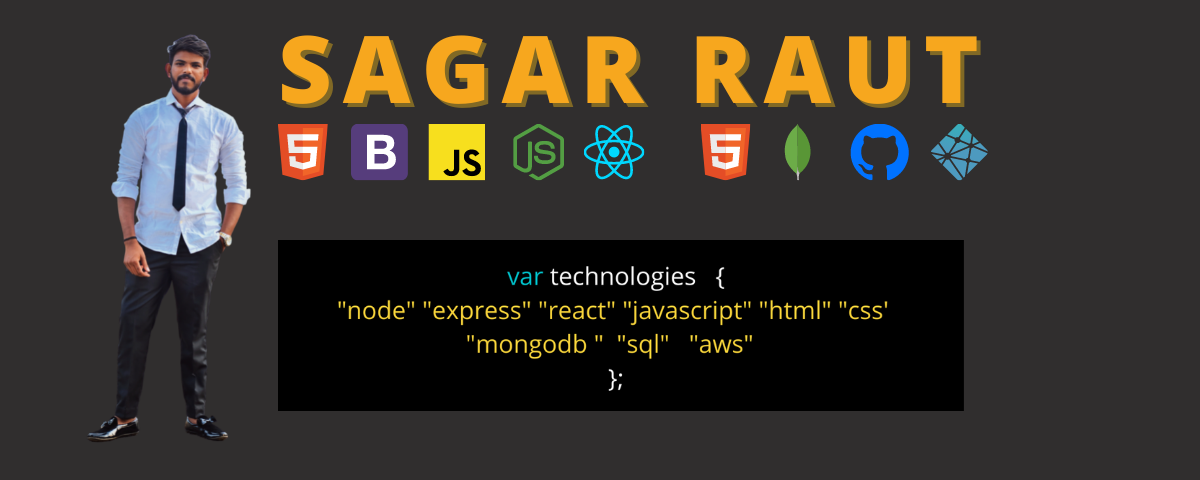 SAGAR RAUT
5 B JS JS 5
var technologies {
"node" "express" "react" "javascript" "html" "css'
"mongodb " "sql" "aws"
};